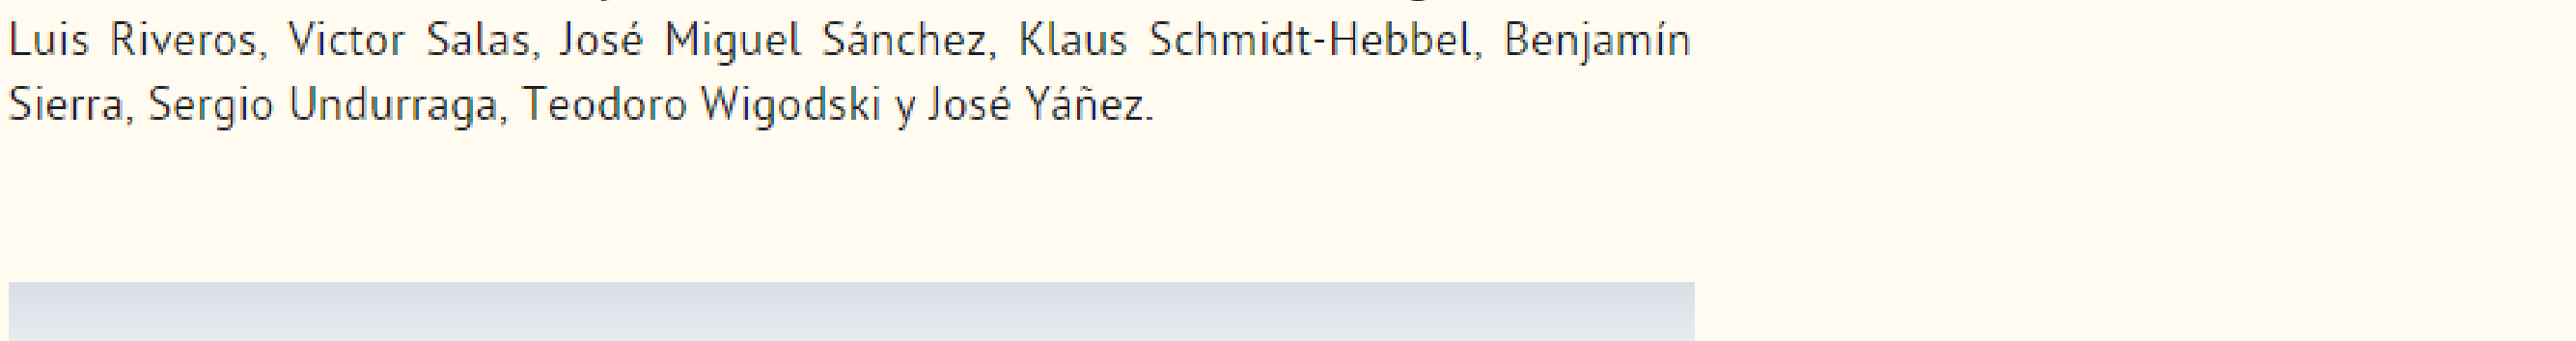 Luis Riveros, Victor Salas, José Miguel Sánchez, Klaus Schmidt-Hebbel, Benjamín
Sierra, Sergio Undurraga, Teodoro Wigodski y José Yáñez.